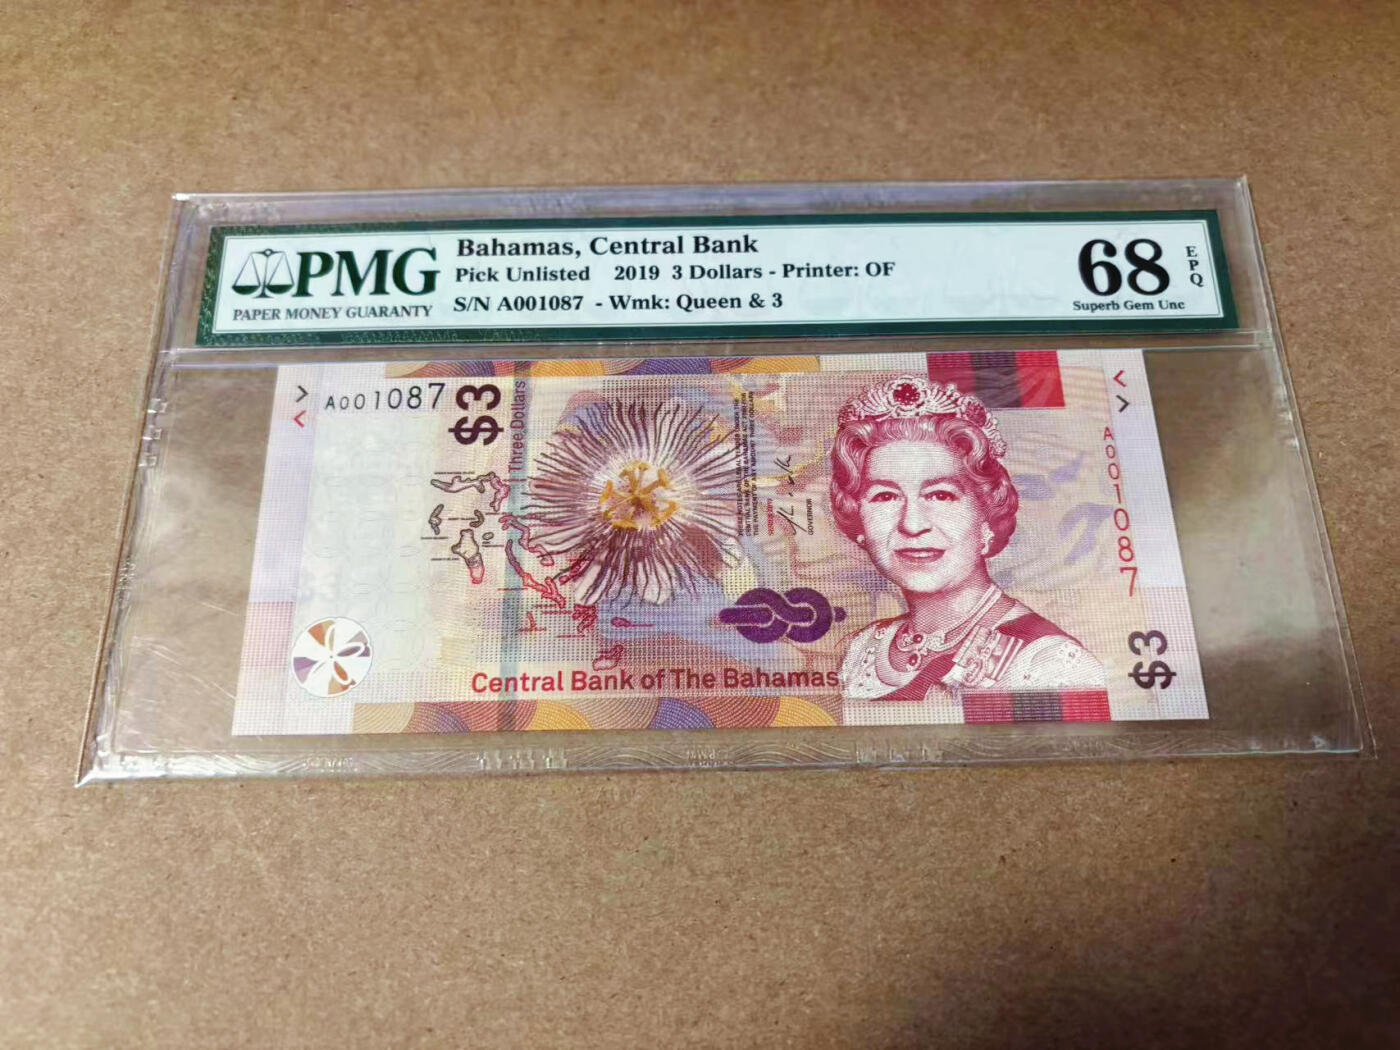 PMG
PAPER MONEY GUARANTY
Bahamas, Central Bank
Pick Unlisted 2019 3 Dollars - Printer: OF
S/N A001087 - Wmk: Queen & 3
68
EPQ
Superb Gem Unc
A001087
$3
Three Dollars
GOVERNOR
A001087
Central Bank of The Bahamas
$3